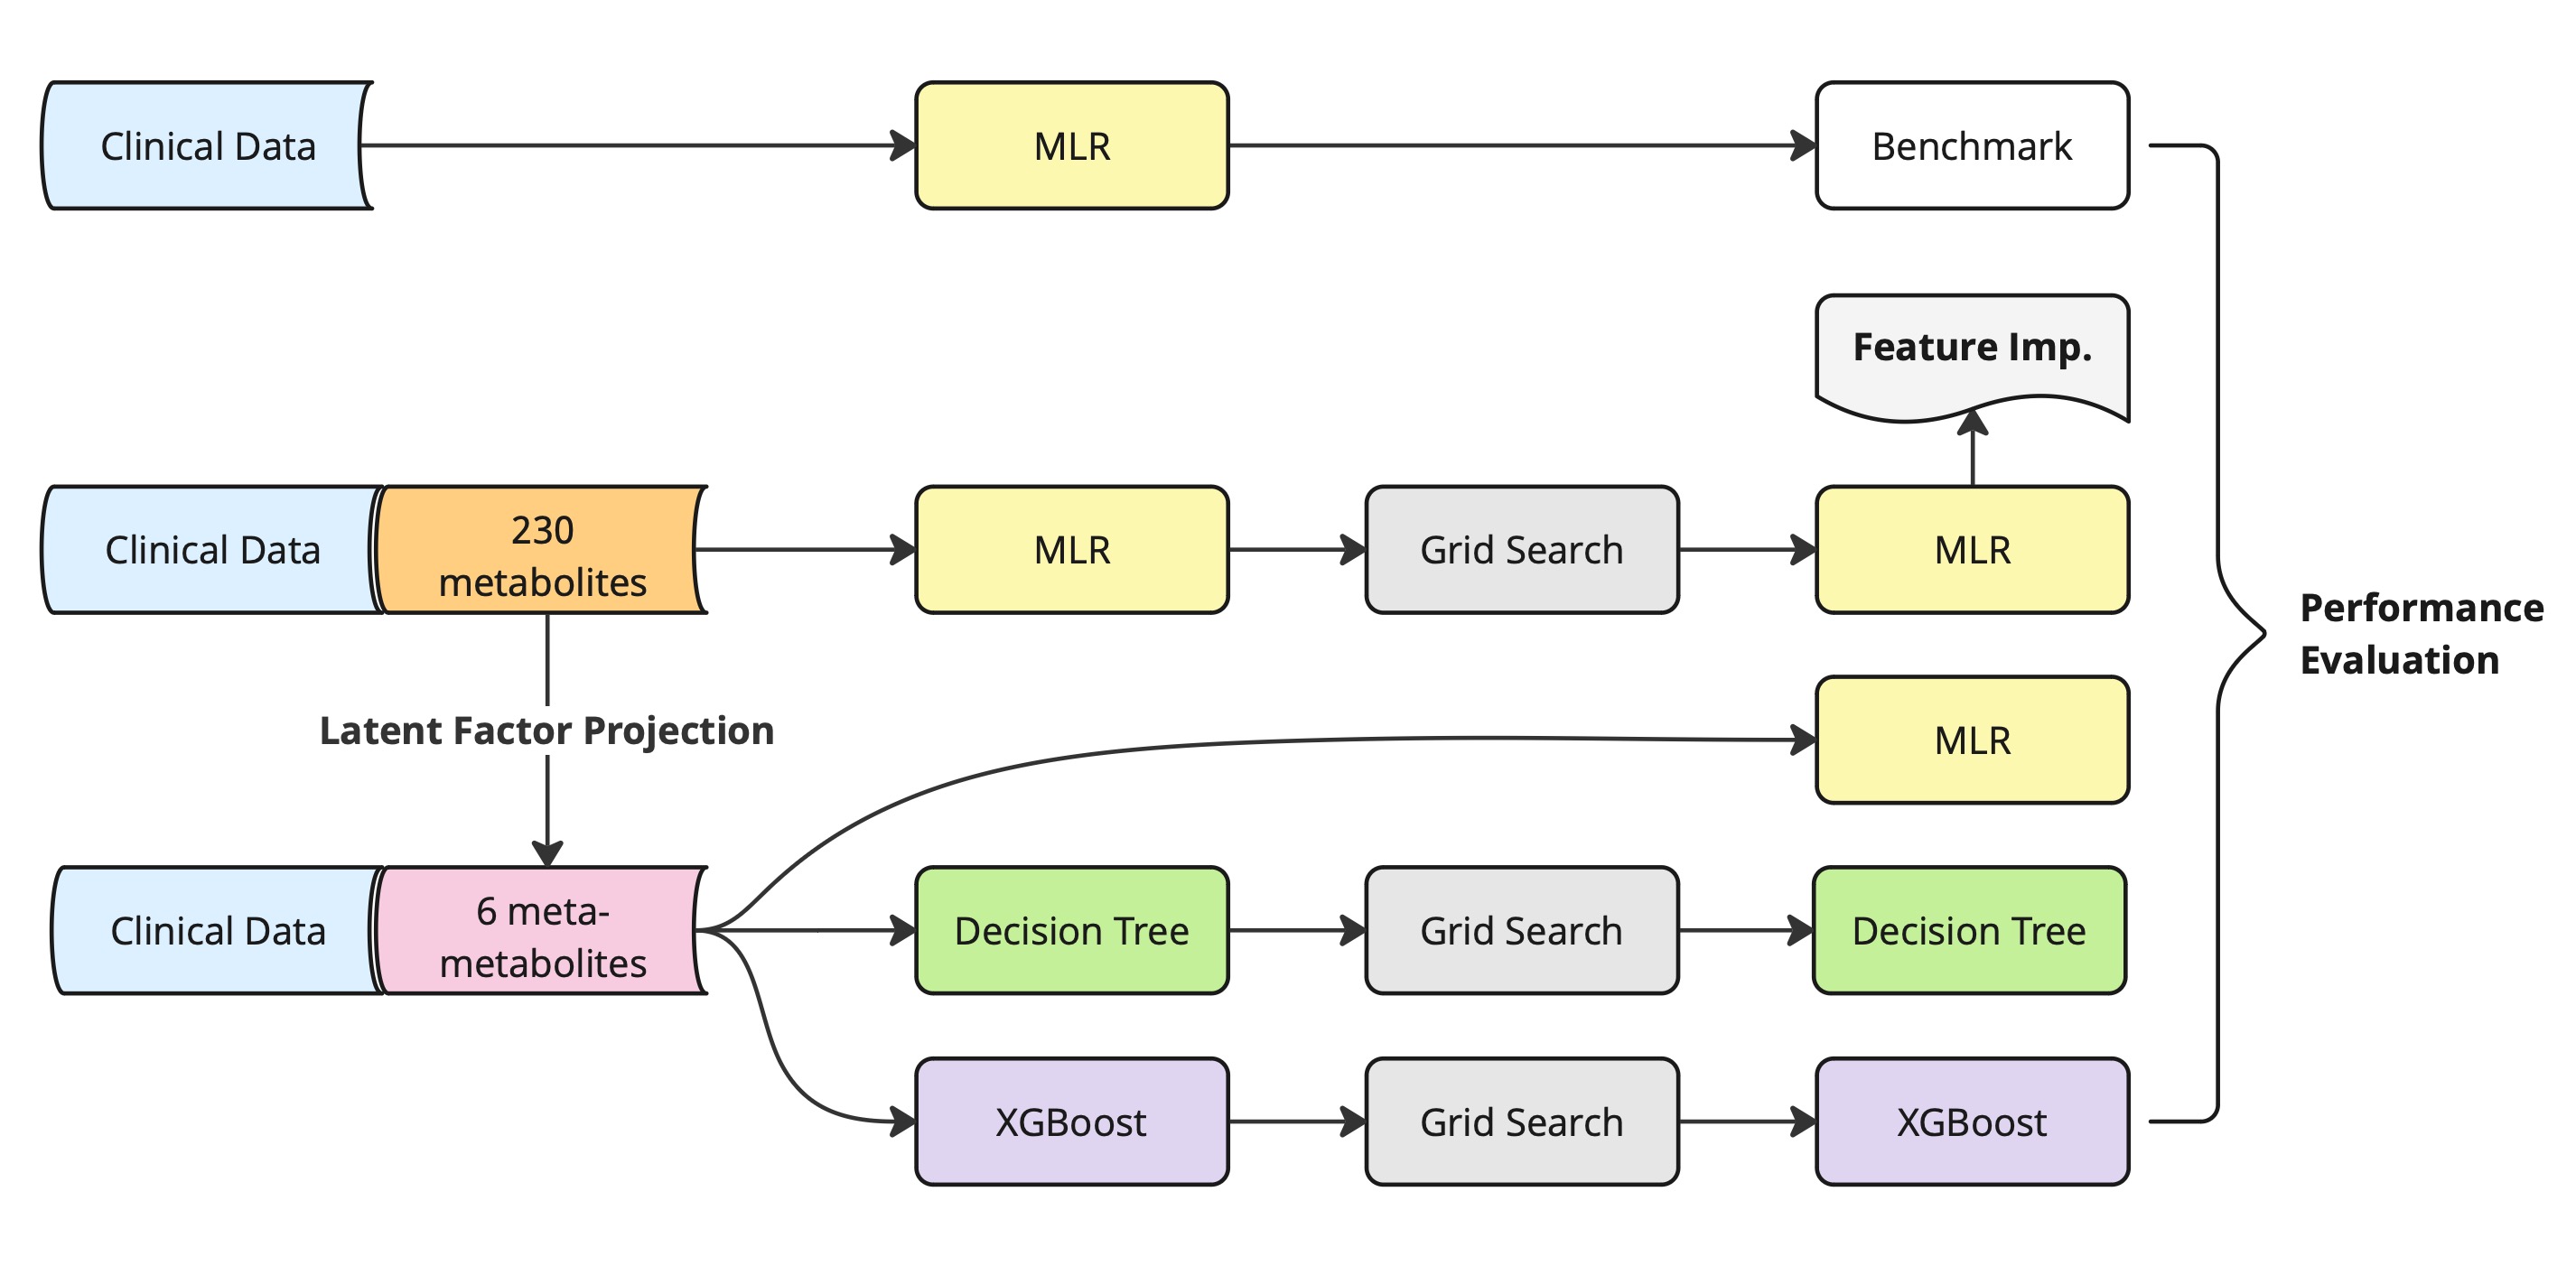 Clinical Data
MLR
Benchmark
Feature Imp.
Clinical Data
230
metabolites
MLR
Grid Search
MLR
Performance
Evaluation
Latent Factor Projection
MLR
Clinical Data
6 meta-
metabolites
Decision Tree
Grid Search
Decision Tree
XGBoost
Grid Search
XGBoost